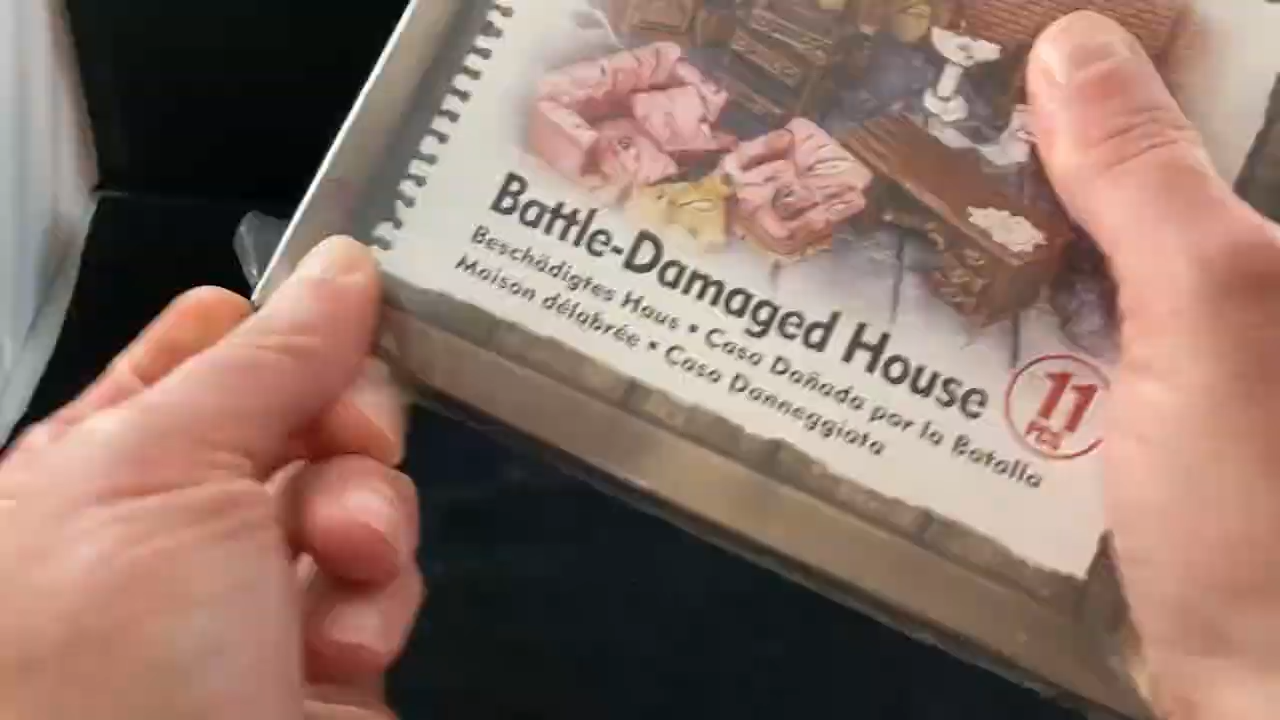 Battle-Damaged House
Beschädigtes Haus • Casa Dañada por la Batalla
Maison délabrée • Casa Danneggiata
11
PCS